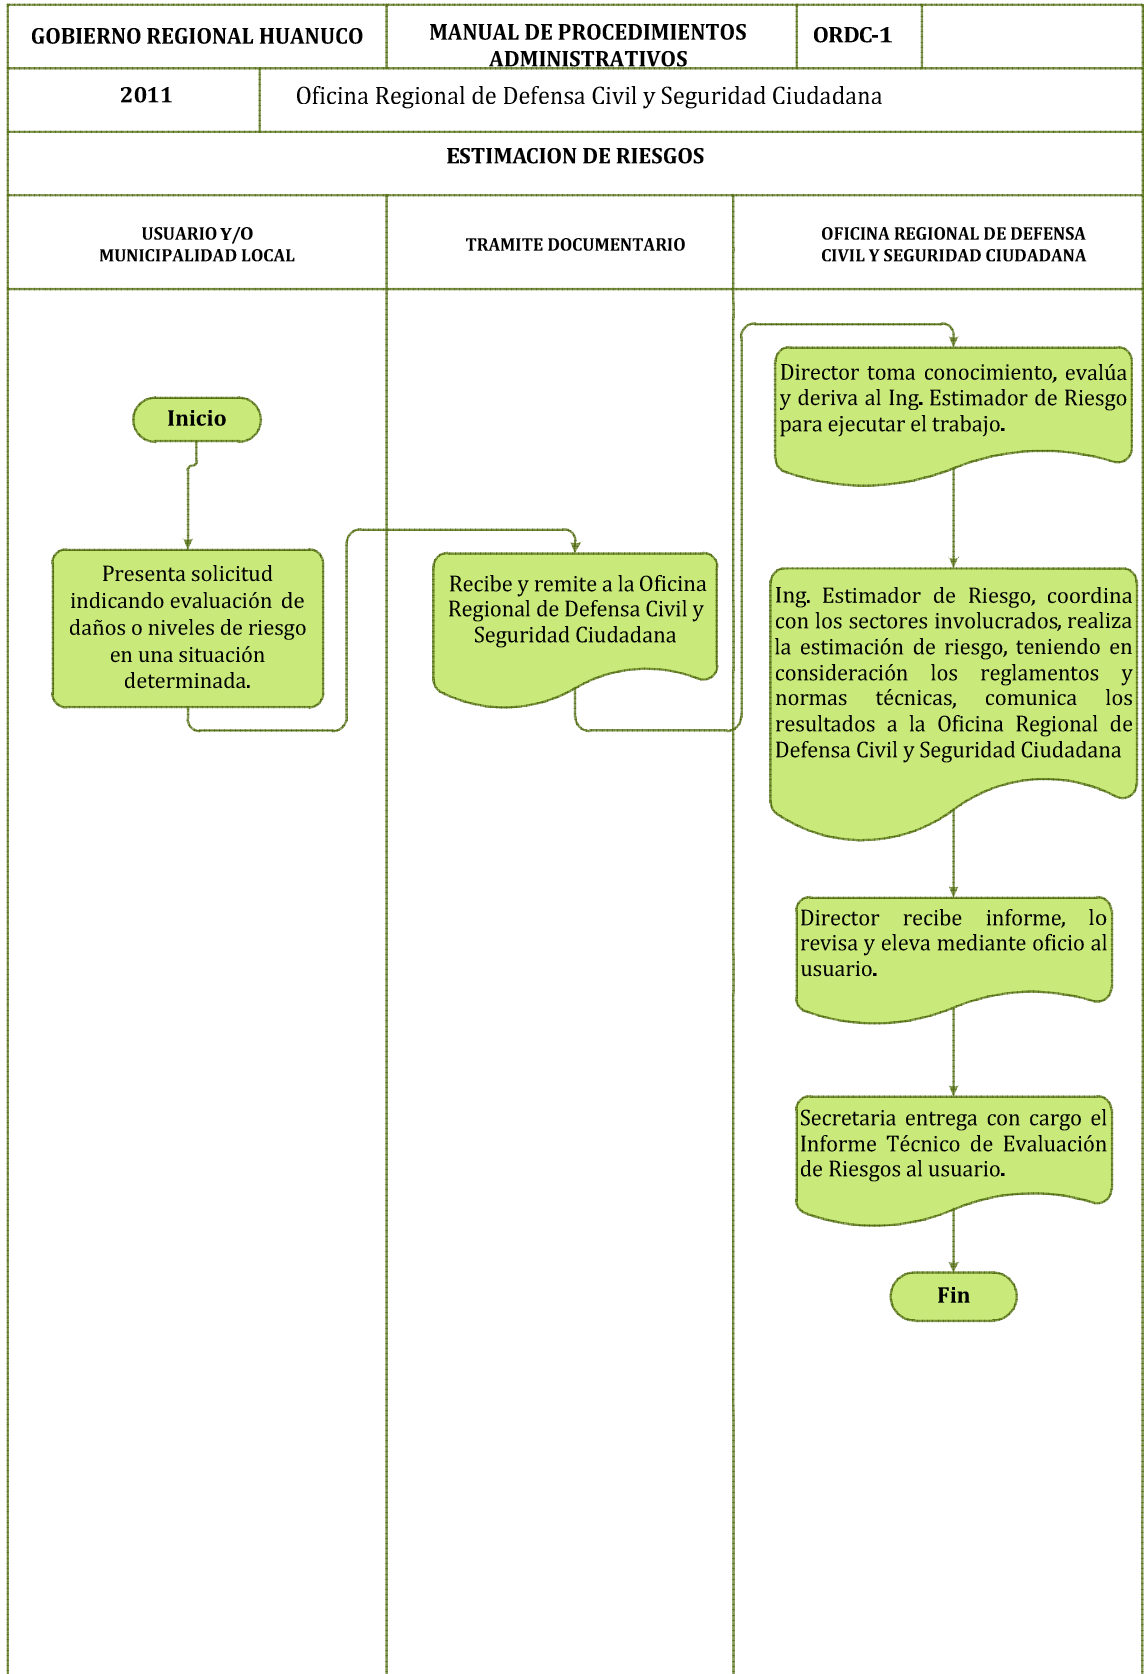 GOBIERNO REGIONAL HUANUCO
MANUAL DE PROCEDIMIENTOS
ADMINISTRATIVOS
ORDC-1
2011
Oficina Regional de Defensa Civil y Seguridad Ciudadana
ESTIMACION DE RIESGOS
USUARIO Y/O
MUNICIPALIDAD LOCAL
TRAMITE DOCUMENTARIO
OFICINA REGIONAL DE DEFENSA
CIVIL Y SEGURIDAD CIUDADANA
Inicio
Presenta solicitud
indicando evaluación de
daños o niveles de riesgo
en una situación
determinada.
Recibe y remite a la Oficina
Regional de Defensa Civil y
Seguridad Ciudadana
Director toma conocimiento, evalúa
y deriva al Ing. Estimador de Riesgo
para ejecutar el trabajo.
Ing. Estimador de Riesgo, coordina
con los sectores involucrados, realiza
la estimación de riesgo, teniendo en
consideración los reglamentos y
normas técnicas, comunica los
resultados a la Oficina Regional de
Defensa Civil y Seguridad Ciudadana
Director recibe informe, lo
revisa y eleva mediante oficio al
usuario.
Secretaria entrega con cargo el
Informe Técnico de Evaluación
de Riesgos al usuario.
Fin